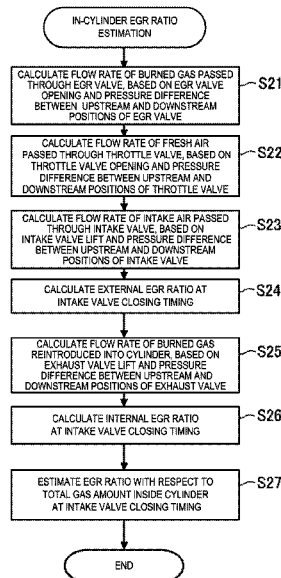 IN-CYLINDER EGR RATIO
ESTIMATION
CALCULATE FLOW RATE OF BURNED GAS PASSED
THROUGH EGR VALVE, BASED ON EGR VALVE
OPENING AND PRESSURE DIFFERENCE
BETWEEN UPSTREAM AND DOWNSTREAM
POSITIONS OF EGR VALVE
S21
CALCULATE FLOW RATE OF FRESH AIR
PASSED THROUGH THROTTLE VALVE, BASED ON
THROTTLE VALVE OPENING AND PRESSURE
DIFFERENCE BETWEEN UPSTREAM AND
DOWNSTREAM POSITIONS OF THROTTLE VALVE
S22
CALCULATE FLOW RATE OF INTAKE AIR PASSED
THROUGH INTAKE VALVE, BASED ON
INTAKE VALVE LIFT AND PRESSURE DIFFERENCE
BETWEEN UPSTREAM AND DOWNSTREAM
POSITIONS OF INTAKE VALVE
S23
CALCULATE EXTERNAL EGR RATIO AT
INTAKE VALVE CLOSING TIMING
S24
CALCULATE FLOW RATE OF BURNED GAS
REINTRODUCED INTO CYLINDER, BASED ON
EXHAUST VALVE LIFT AND PRESSURE
DIFFERENCE BETWEEN UPSTREAM AND
DOWNSTREAM POSITIONS OF EXHAUST VALVE
S25
CALCULATE INTERNAL EGR RATIO
AT INTAKE VALVE CLOSING TIMING
S26
ESTIMATE EGR RATIO WITH RESPECT TO
TOTAL GAS AMOUNT INSIDE CYLINDER
AT INTAKE VALVE CLOSING TIMING
S27
END